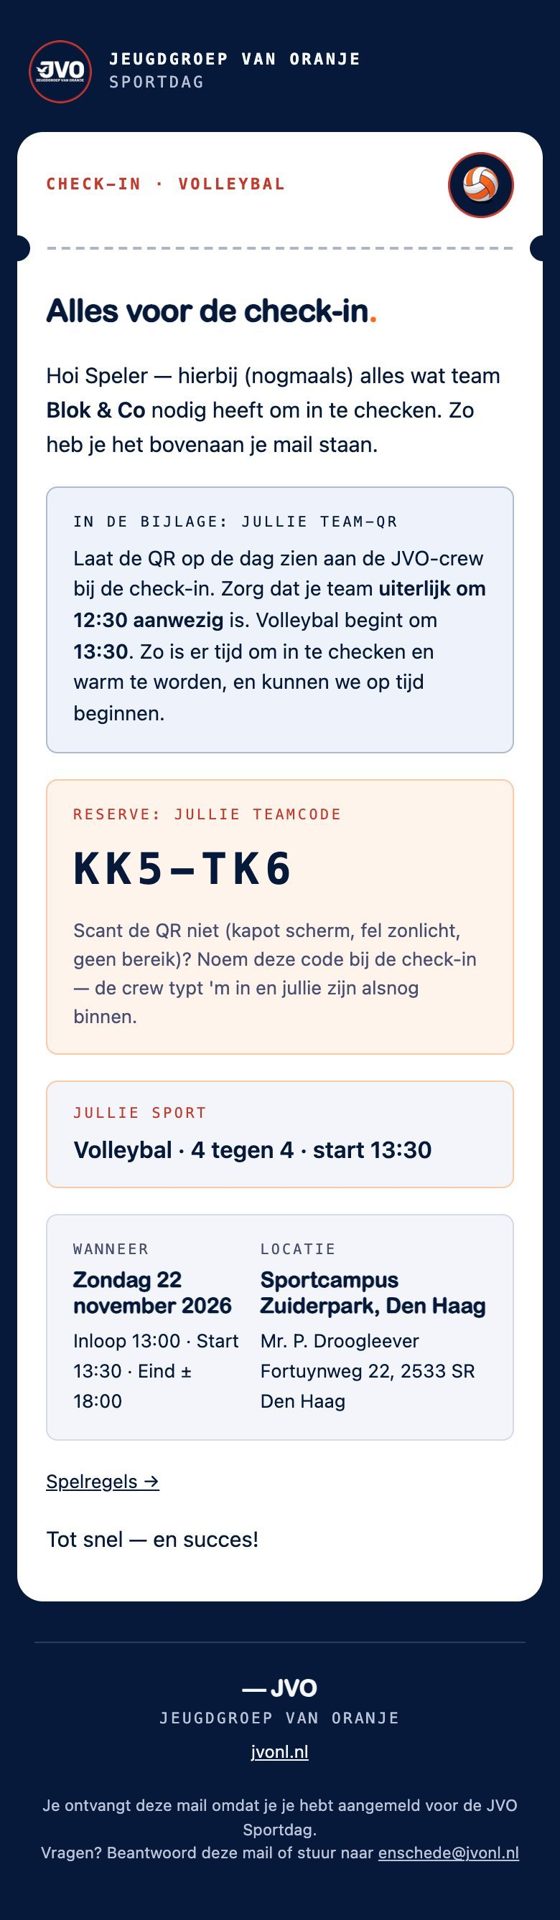 JVO
JEUGDGROEP VAN ORANJE
JEUGDGROEP VAN ORANJE
SPORTDAG
CHECK-IN · VOLLEYBAL
Alles voor de check-in.
Hoi Speler — hierbij (nogmaals) alles wat team
Blok & Co nodig heeft om in te checken. Zo
heb je het bovenaan je mail staan.
IN DE BIJLAGE: JULLIE TEAM-QR
Laat de QR op de dag zien aan de JVO-crew
bij de check-in. Zorg dat je team uiterlijk om
12:30 aanwezig is. Volleybal begint om
13:30. Zo is er tijd om in te checken en
warm te worden, en kunnen we op tijd
beginnen.
RESERVE: JULLIE TEAMCODE
KK5-TK6
Scant de QR niet (kapot scherm, fel zonlicht,
geen bereik)? Noem deze code bij de check-in
— de crew typt 'm in en jullie zijn alsnog
binnen.
JULLIE SPORT
Volleybal · 4 tegen 4 · start 13:30
WANNEER
Zondag 22
november 2026
Inloop 13:00 · Start
13:30 · Eind ±
18:00
LOCATIE
Sportcampus
Zuiderpark, Den Haag
Mr. P. Droogleever
Fortuynweg 22, 2533 SR
Den Haag
Spelregels →
Tot snel — en succes!
— JVO
JEUGDGROEP VAN ORANJE
jvonl.nl
Je ontvangt deze mail omdat je je hebt aangemeld voor de JVO
Sportdag.
Vragen? Beantwoord deze mail of stuur naar enschede@jvonl.nl